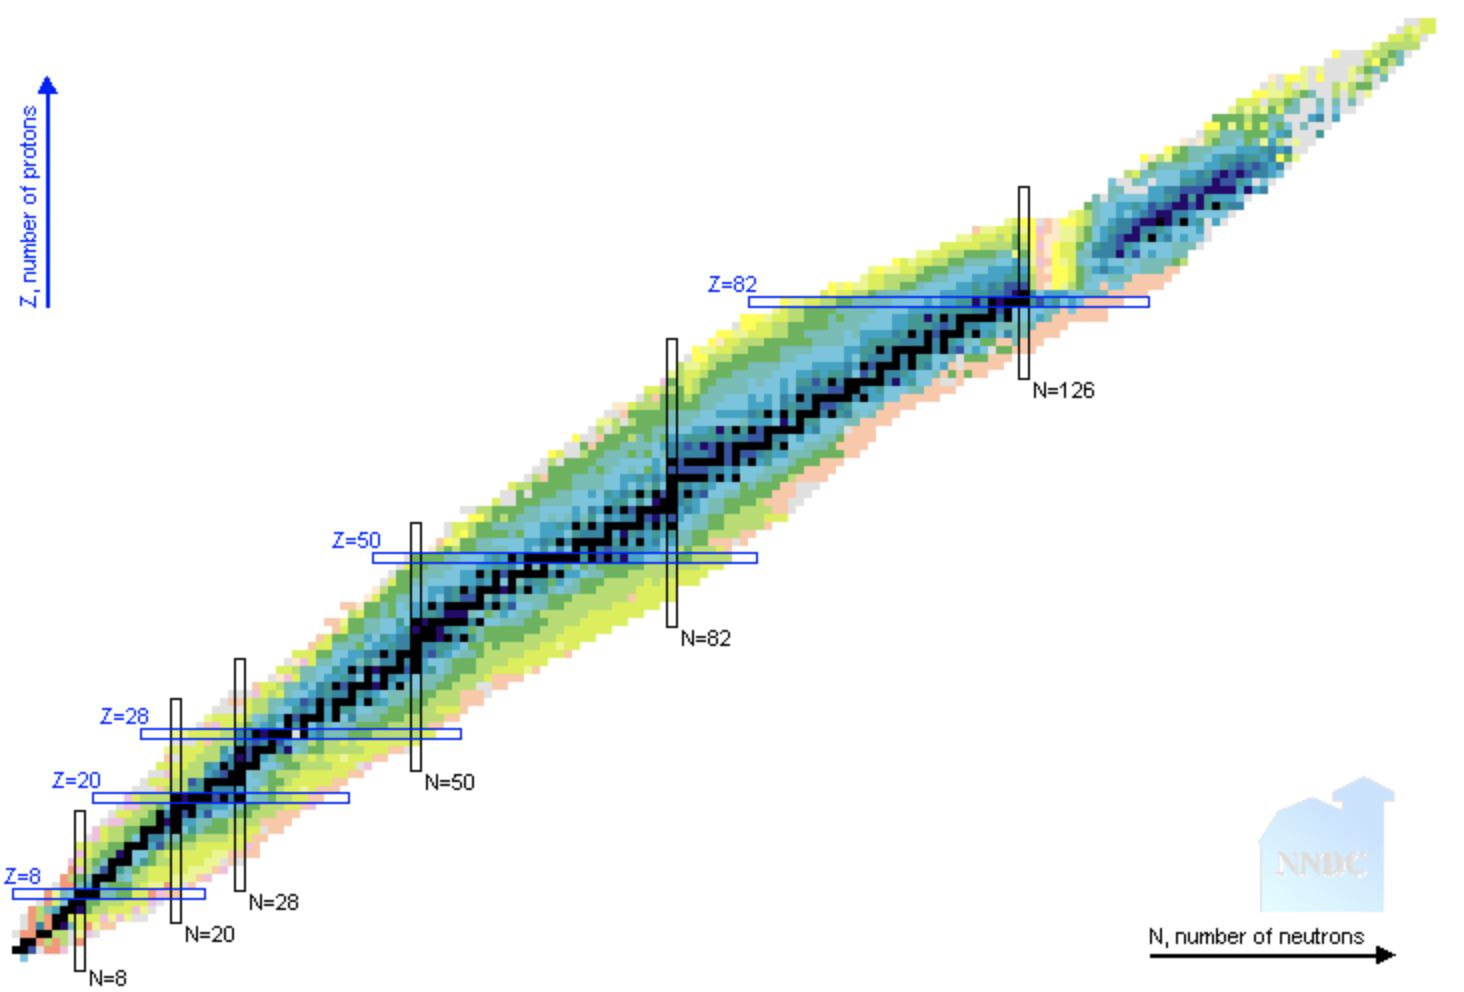 Z, number of protons
Z=82
N=126
Z=50
N=82
Z=28
N=50
Z=20
N=28
Z=8
N=20
N=8
NNDC
N, number of neutrons